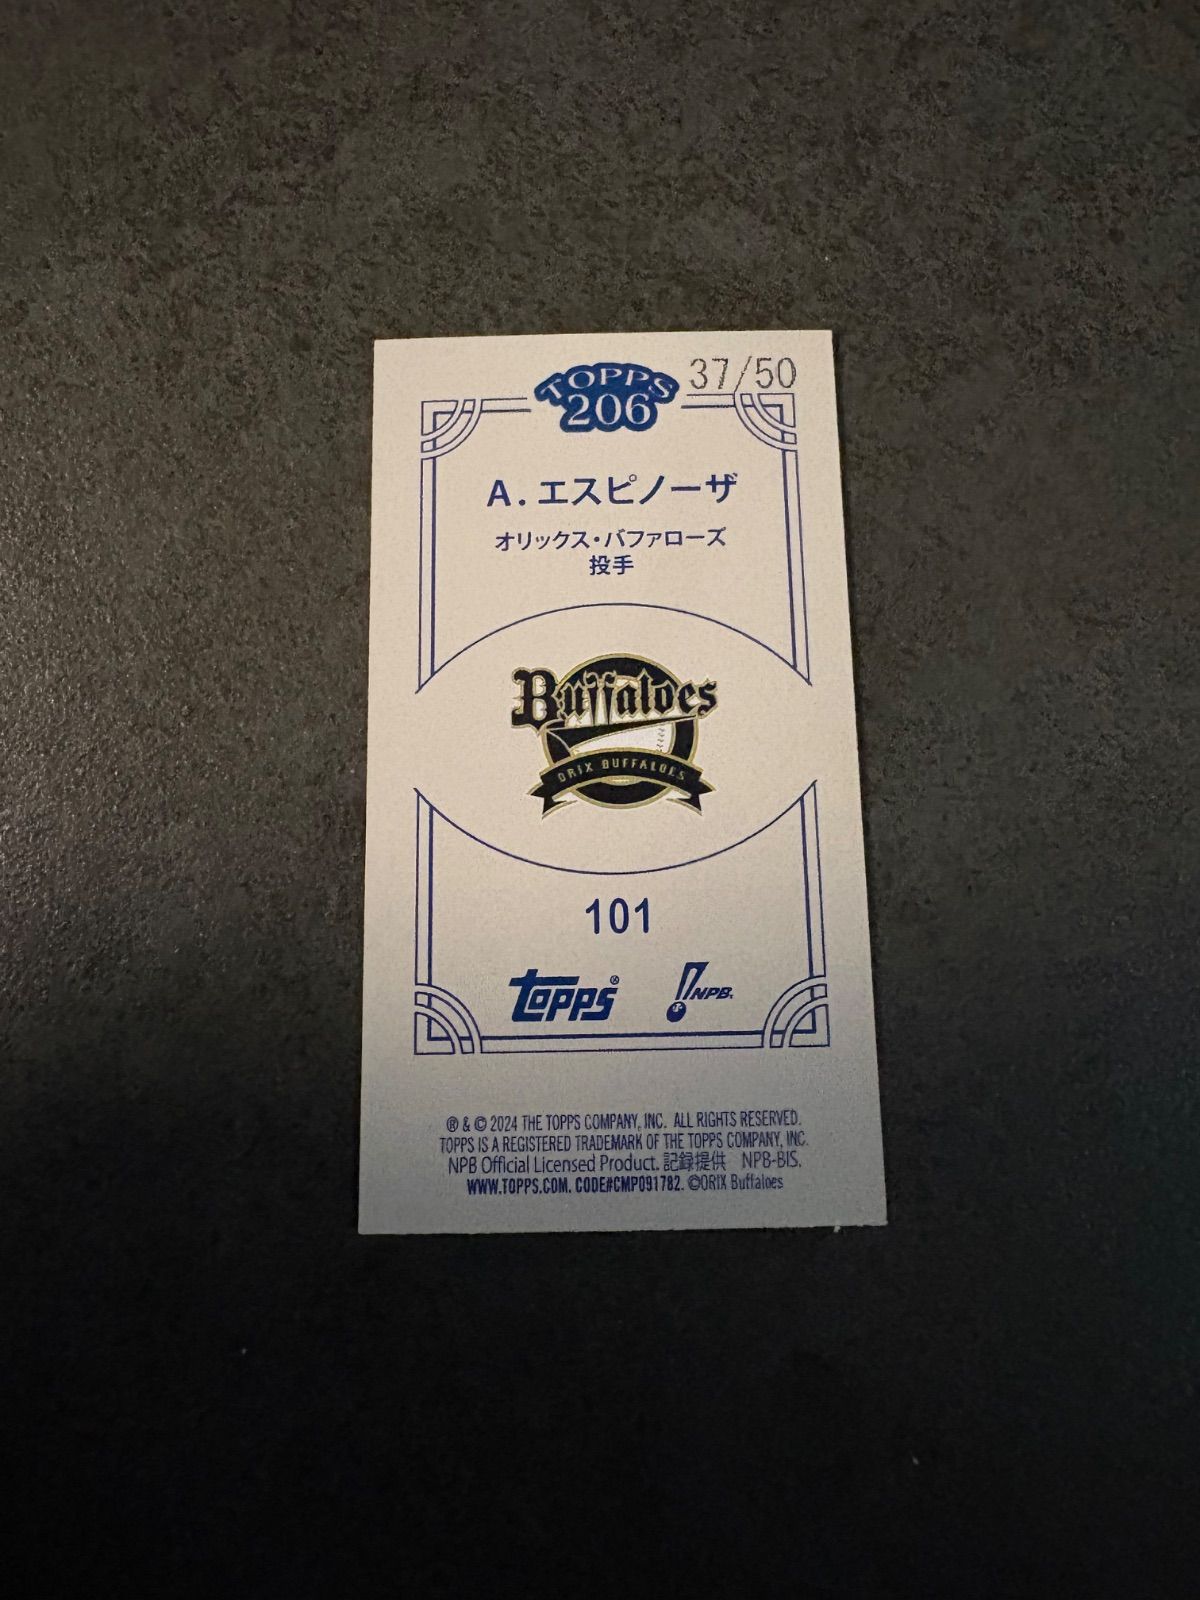 TOPPS 37/50
206
A. エスピノーザ
オリックス・バファローズ
投手
Buffaloes
ORIX BUFFALOES
101
topps® NPB.
® & © 2024 THE TOPPS COMPANY, INC. ALL RIGHTS RESERVED.
TOPPS IS A REGISTERED TRADEMARK OF THE TOPPS COMPANY, INC.
NPB Official Licensed Product. 記録提供 NPB-BIS.
WWW.TOPPS.COM. CODE#CMP091782. ©ORIX Buffaloes